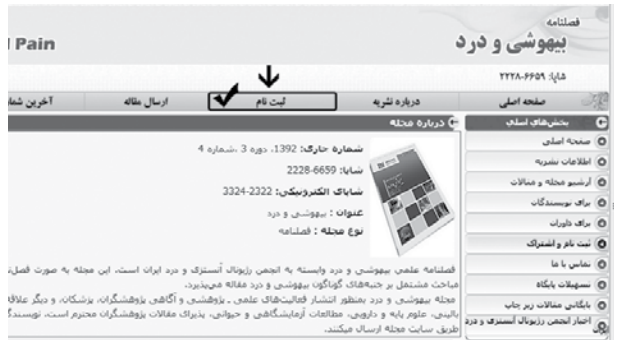 فصلنامه
بیهوشی و درد
Pain
شاپا: ۲۲۲۸-۶۶۵۹
صفحه اصلی
درباره نشریه
ثبت نام
ارسال مقاله
آخرین شما
بخش‌های اصلی
صفحه اصلی
اطلاعات نشریه
آرشیو مجله و مقالات
برای نویسندگان
برای داوران
ثبت نام و اشتراک
تماس با ما
تسهیلات پایگاه
بایگانی مقالات زیر چاپ
اخبار انجمن رژیونال آنستزی و درد
درباره مجله
شماره جاری: 1392، دوره 3 ،شماره 4
شاپا: 2228-6659
شاپای الکترونیکی: 2322-3324
عنوان : بیهوشی و درد
نوع مجله : فصلنامه
فصلنامه علمی بیهوشی و درد وابسته به انجمن رژیونال آنستزی و درد ایران است، این مجله به صورت فصل
مباحث مشتمل بر جنبه‌های گوناگون بیهوشی و درد مقاله می‌پذیرد.
مجله بیهوشی و درد بمنظور انتشار فعالیت‌های علمی ـ پژوهشی و آگاهی پژوهشگران، پزشکان، و دیگر علاق
بالینی، علوم پایه و دارویی، مطالعات آزمایشگاهی و حیوانی، پذیرای مقالات پژوهشگران محترم است، نویسندگ
طریق سایت مجله ارسال میکنند.